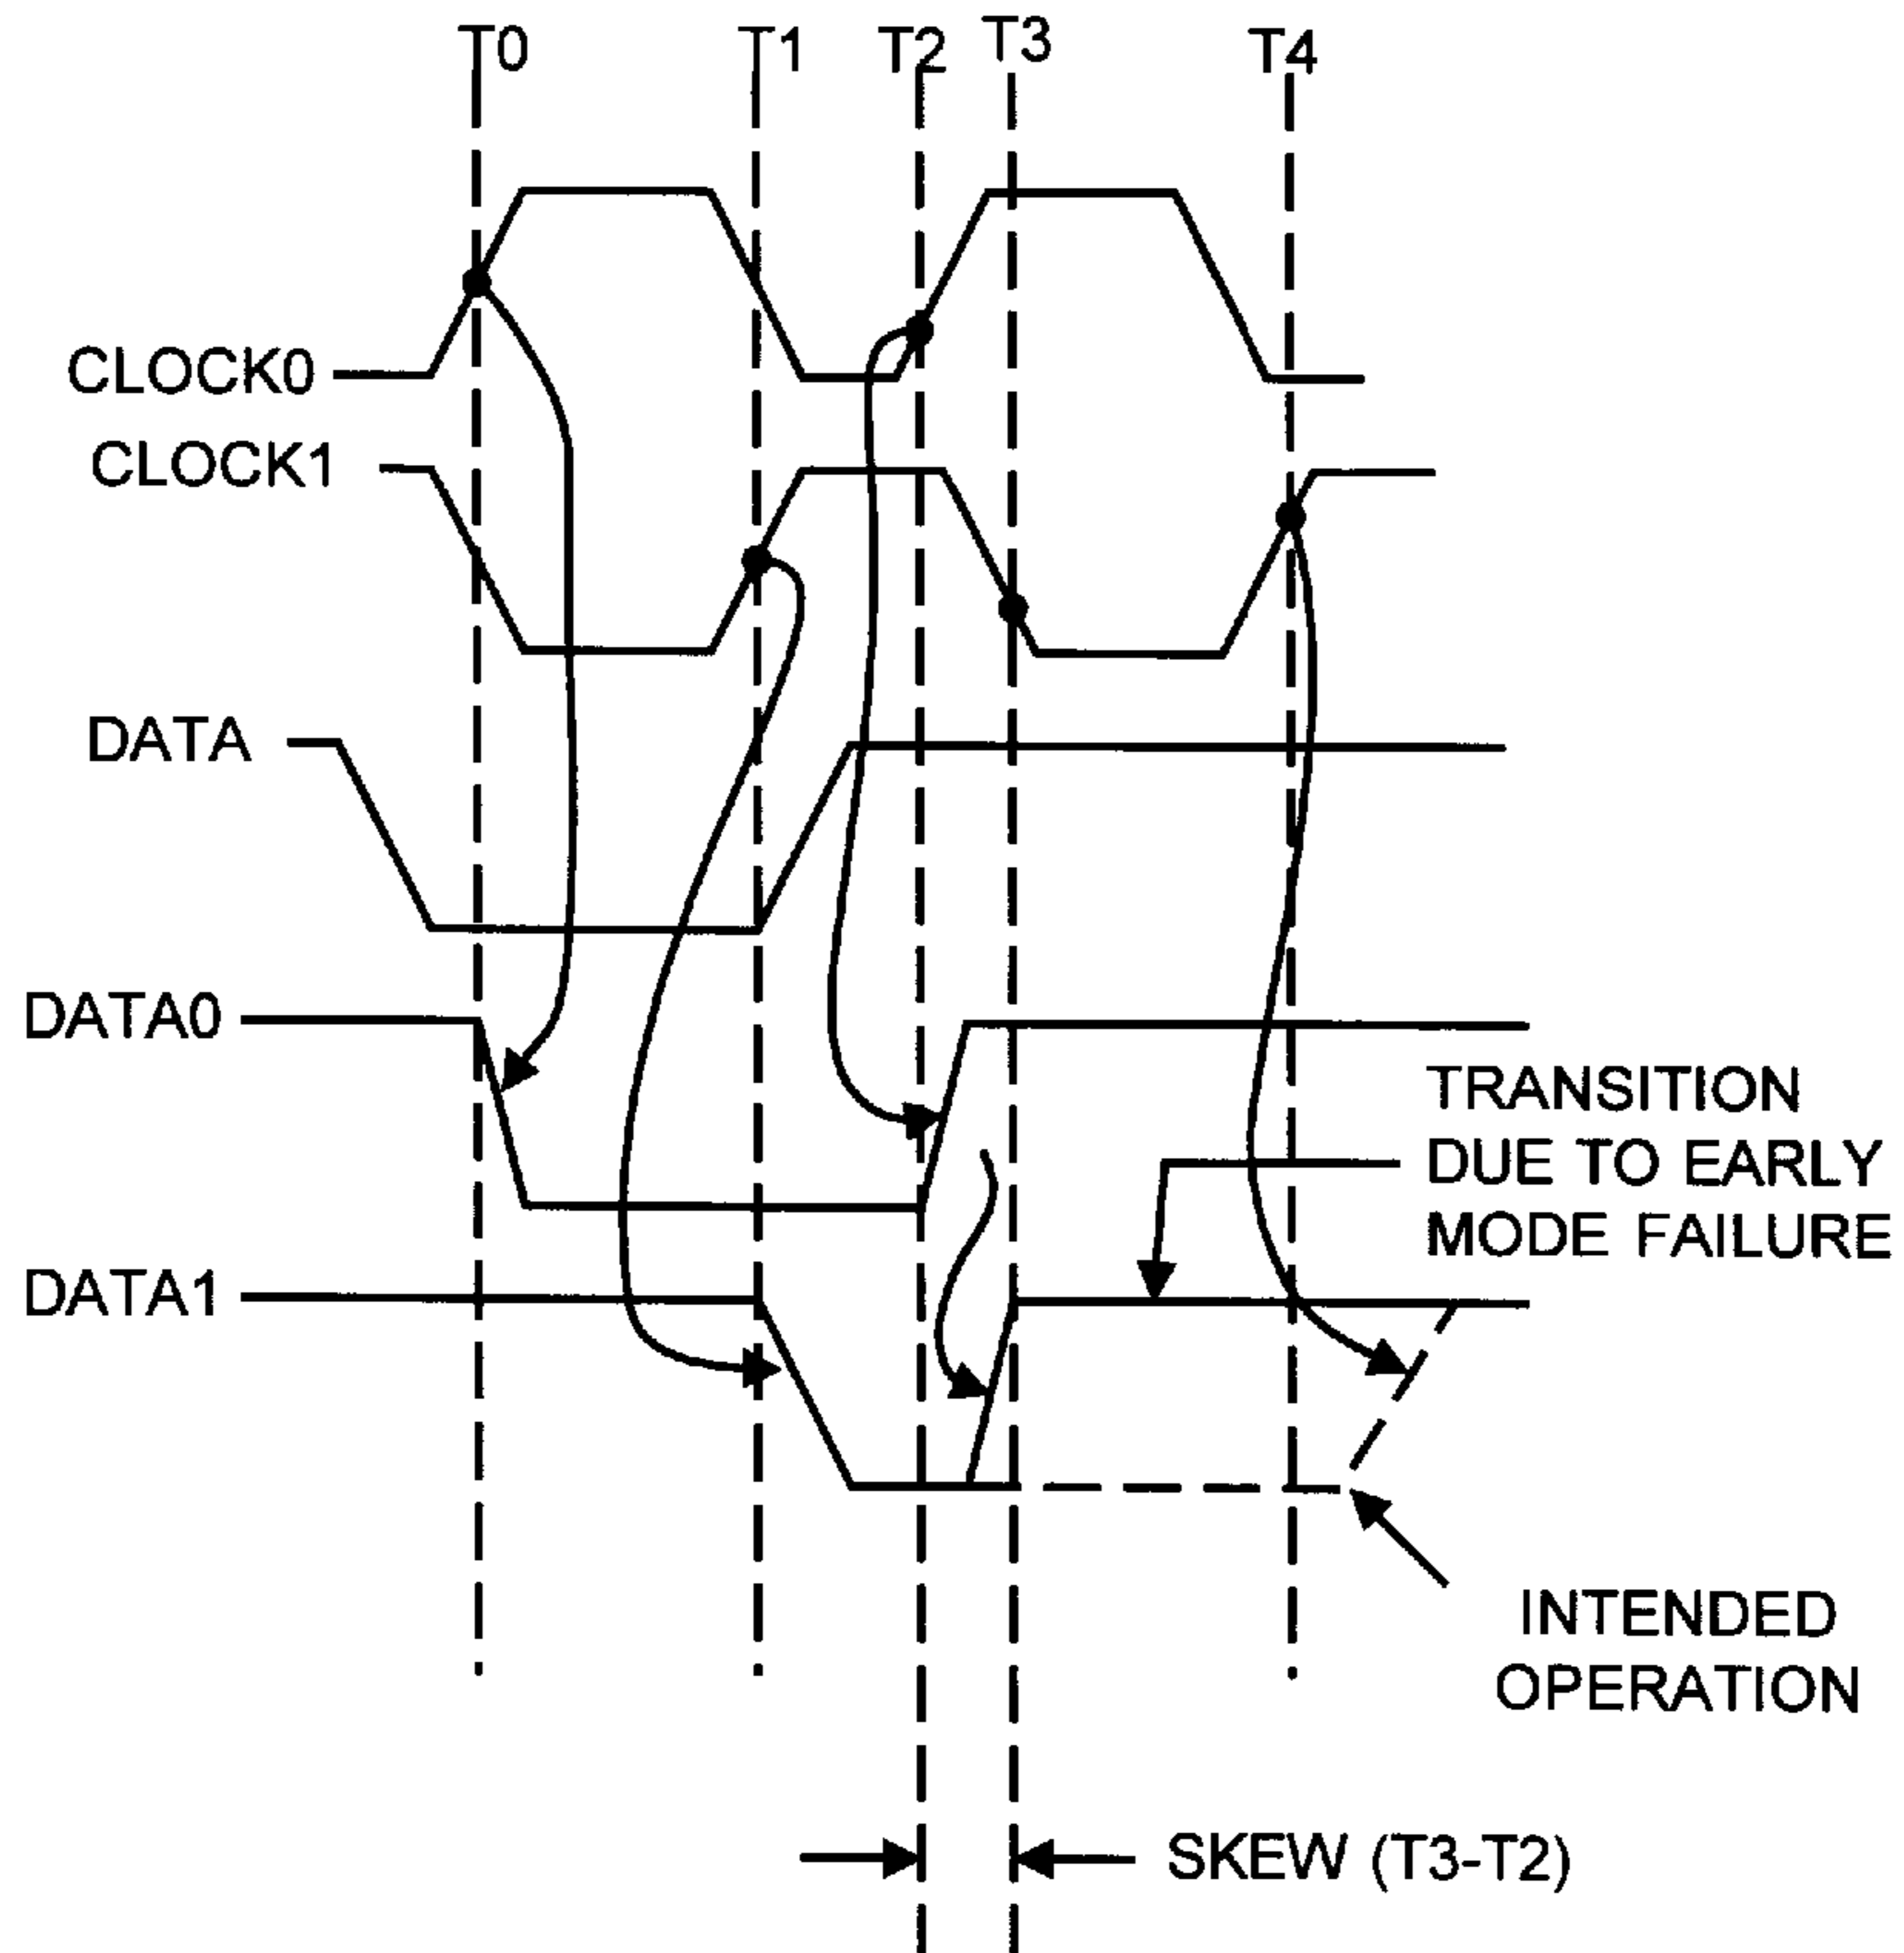 T0 T1 T2 T3 T4
CLOCK0
CLOCK1
DATA
DATA0
TRANSITION
DUE TO EARLY
MODE FAILURE
DATA1
INTENDED
OPERATION
SKEW (T3-T2)